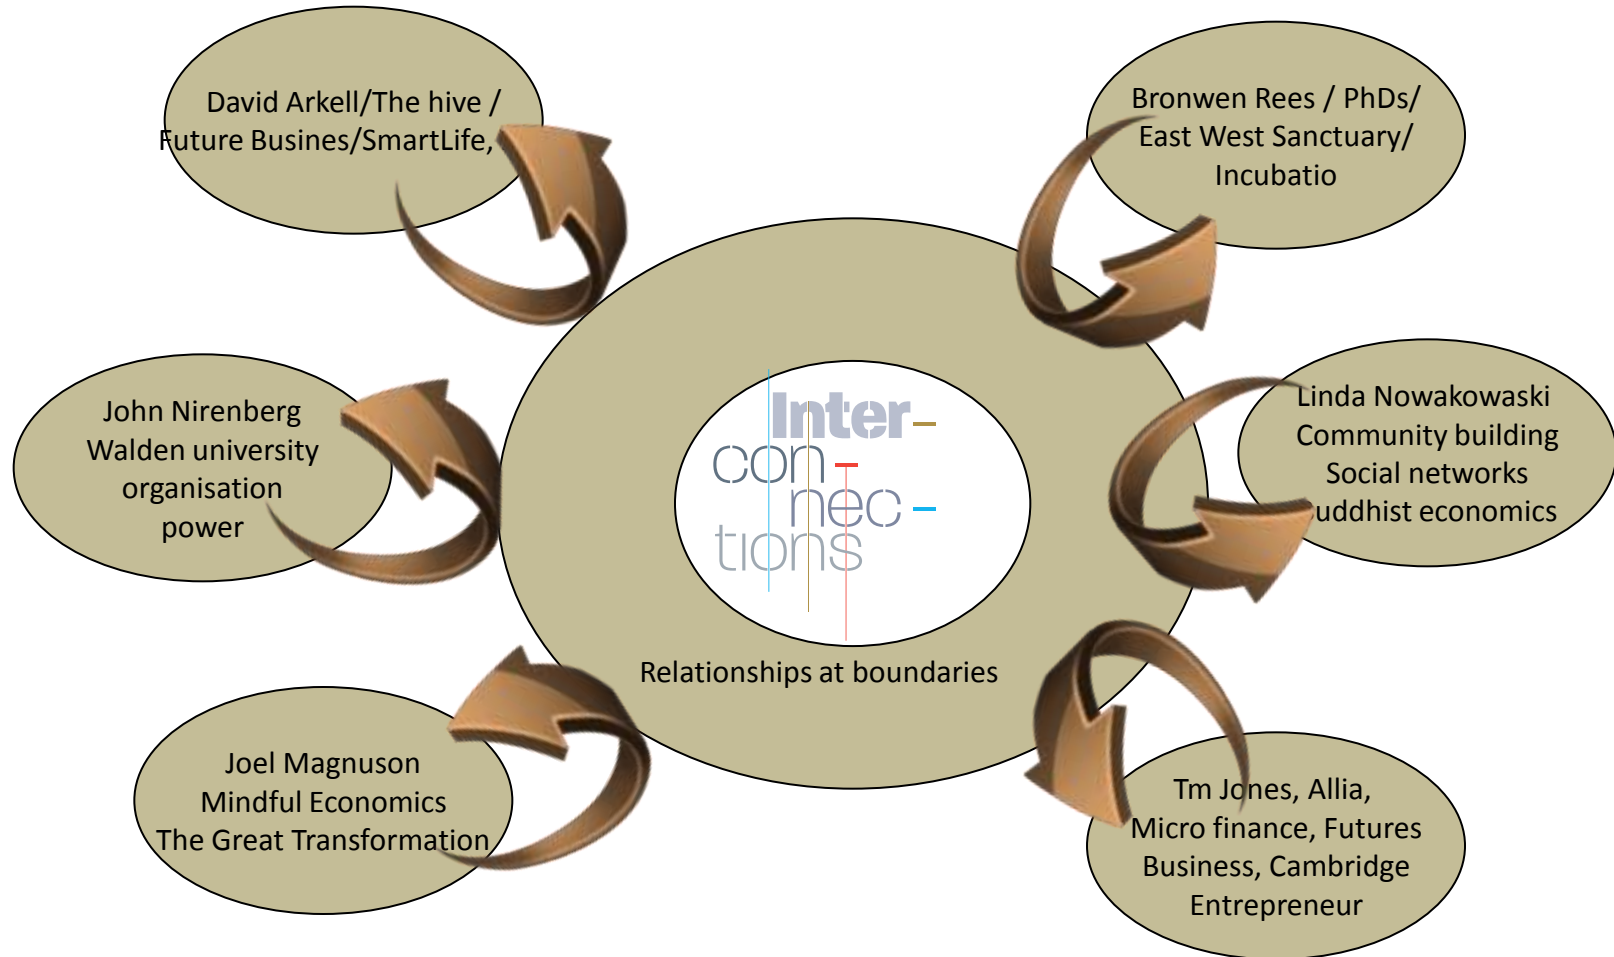 David Arkell/The hive /
Future Busines/SmartLife,
Bronwen Rees / PhDs/
East West Sanctuary/
Incubatio
John Nirenberg
Walden university
organisation
power
Inter-
con-
nec-
tions
Linda Nowakowaski
Community building
Social networks
uddhist economics
Relationships at boundaries
Joel Magnuson
Mindful Economics
The Great Transformation
Tm Jones, Allia,
Micro finance, Futures
Business, Cambridge
Entrepreneur